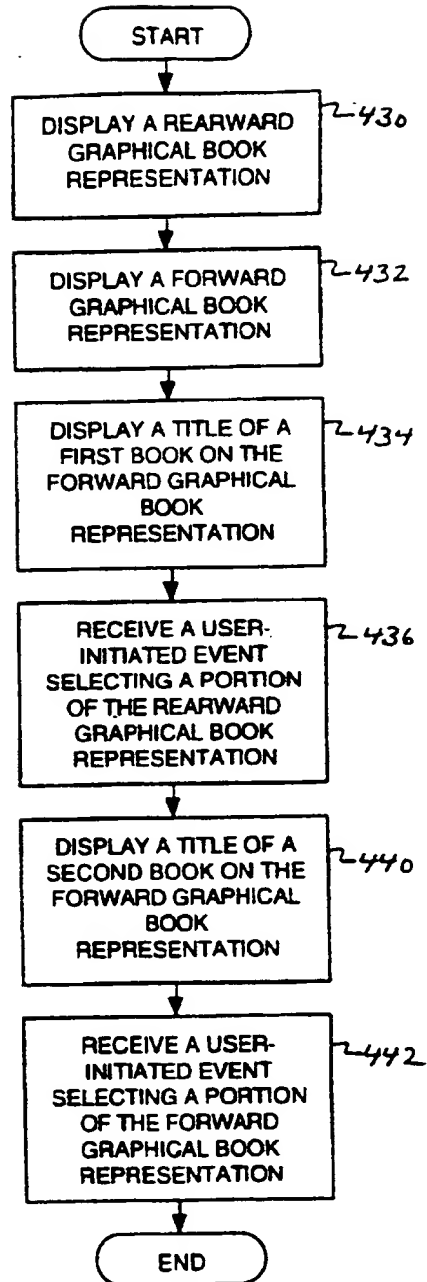 START
DISPLAY A REARWARD
GRAPHICAL BOOK
REPRESENTATION
430
DISPLAY A FORWARD
GRAPHICAL BOOK
REPRESENTATION
432
DISPLAY A TITLE OF A
FIRST BOOK ON THE
FORWARD GRAPHICAL
BOOK
REPRESENTATION
434
RECEIVE A USER-
INITIATED EVENT
SELECTING A PORTION
OF THE REARWARD
GRAPHICAL BOOK
REPRESENTATION
436
DISPLAY A TITLE OF A
SECOND BOOK ON THE
FORWARD GRAPHICAL
BOOK
REPRESENTATION
440
RECEIVE A USER-
INITIATED EVENT
SELECTING A PORTION
OF THE FORWARD
GRAPHICAL BOOK
REPRESENTATION
442
END